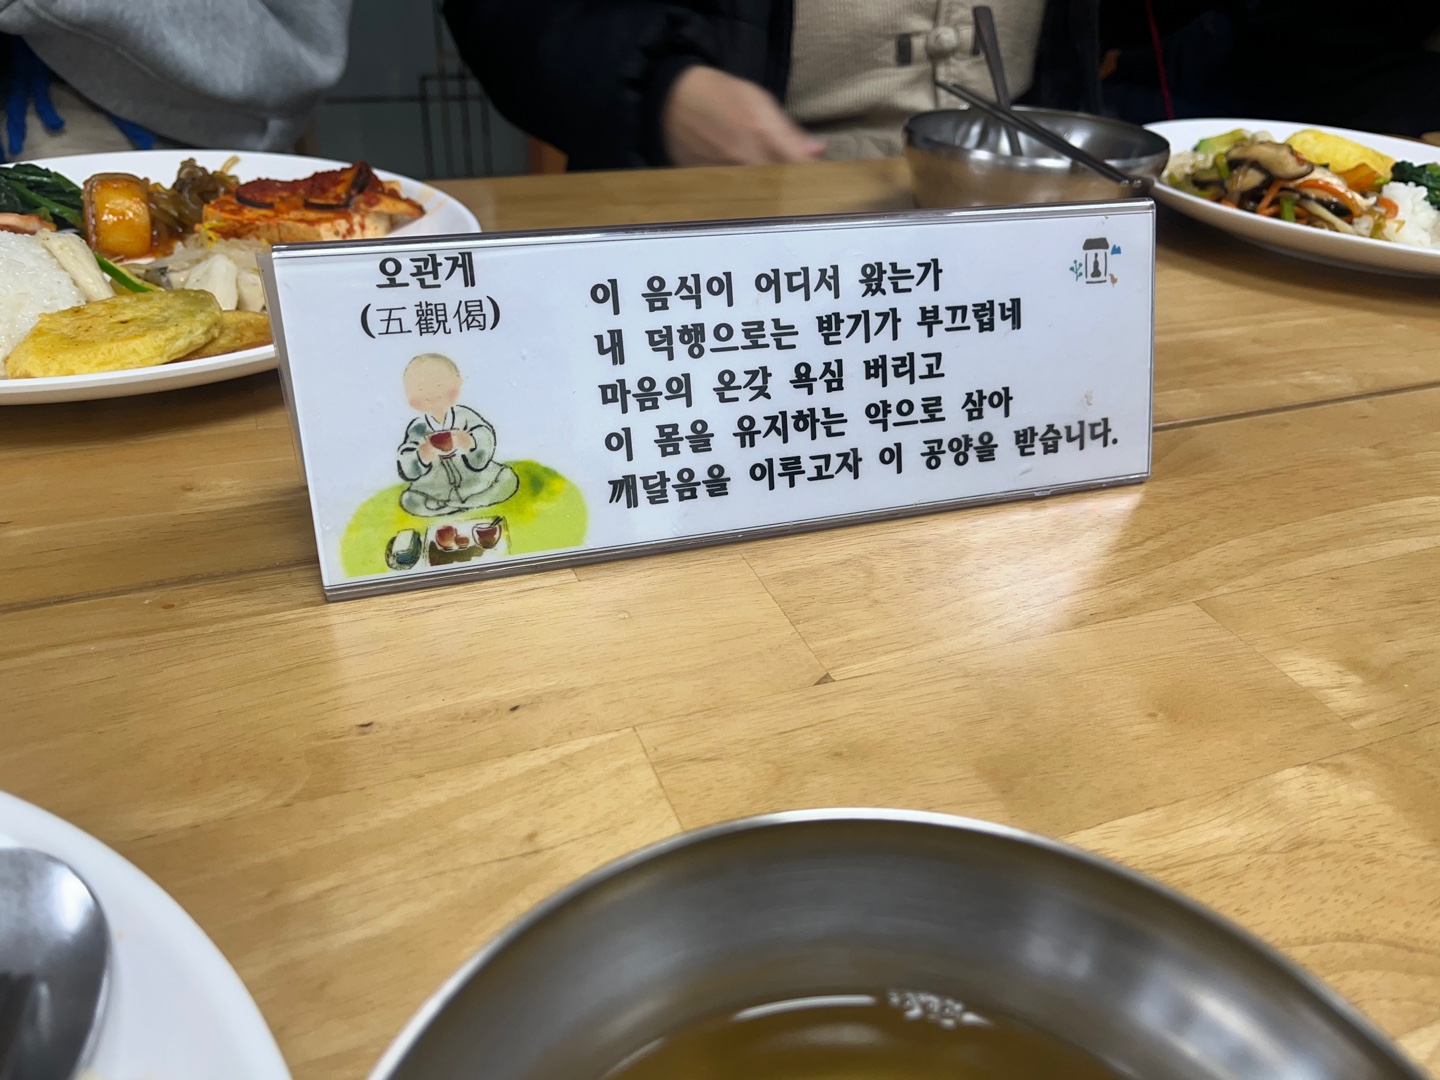 오관게
(五觀偈)
이 음식이 어디서 왔는가
내 덕행으로는 받기가 부끄럽네
마음의 온갖 욕심 버리고
이 몸을 유지하는 약으로 삼아
깨달음을 이루고자 이 공양을 받습니다.